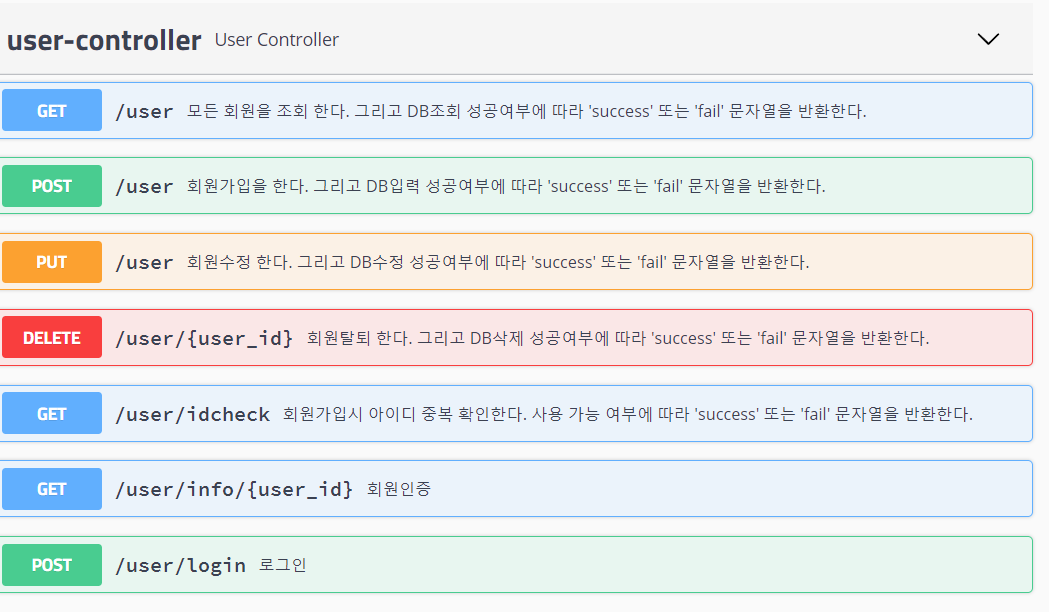 user-controller User Controller
GET /user 모든 회원을 조회 한다. 그리고 DB조회 성공여부에 따라 'success' 또는 'fail' 문자열을 반환한다.
POST /user 회원가입을 한다. 그리고 DB입력 성공여부에 따라 'success' 또는 'fail' 문자열을 반환한다.
PUT /user 회원수정 한다. 그리고 DB수정 성공여부에 따라 'success' 또는 'fail' 문자열을 반환한다.
DELETE /user/{user_id} 회원탈퇴 한다. 그리고 DB삭제 성공여부에 따라 'success' 또는 'fail' 문자열을 반환한다.
GET /user/idcheck 회원가입시 아이디 중복 확인한다. 사용 가능 여부에 따라 'success' 또는 'fail' 문자열을 반환한다.
GET /user/info/{user_id} 회원인증
POST /user/login 로그인